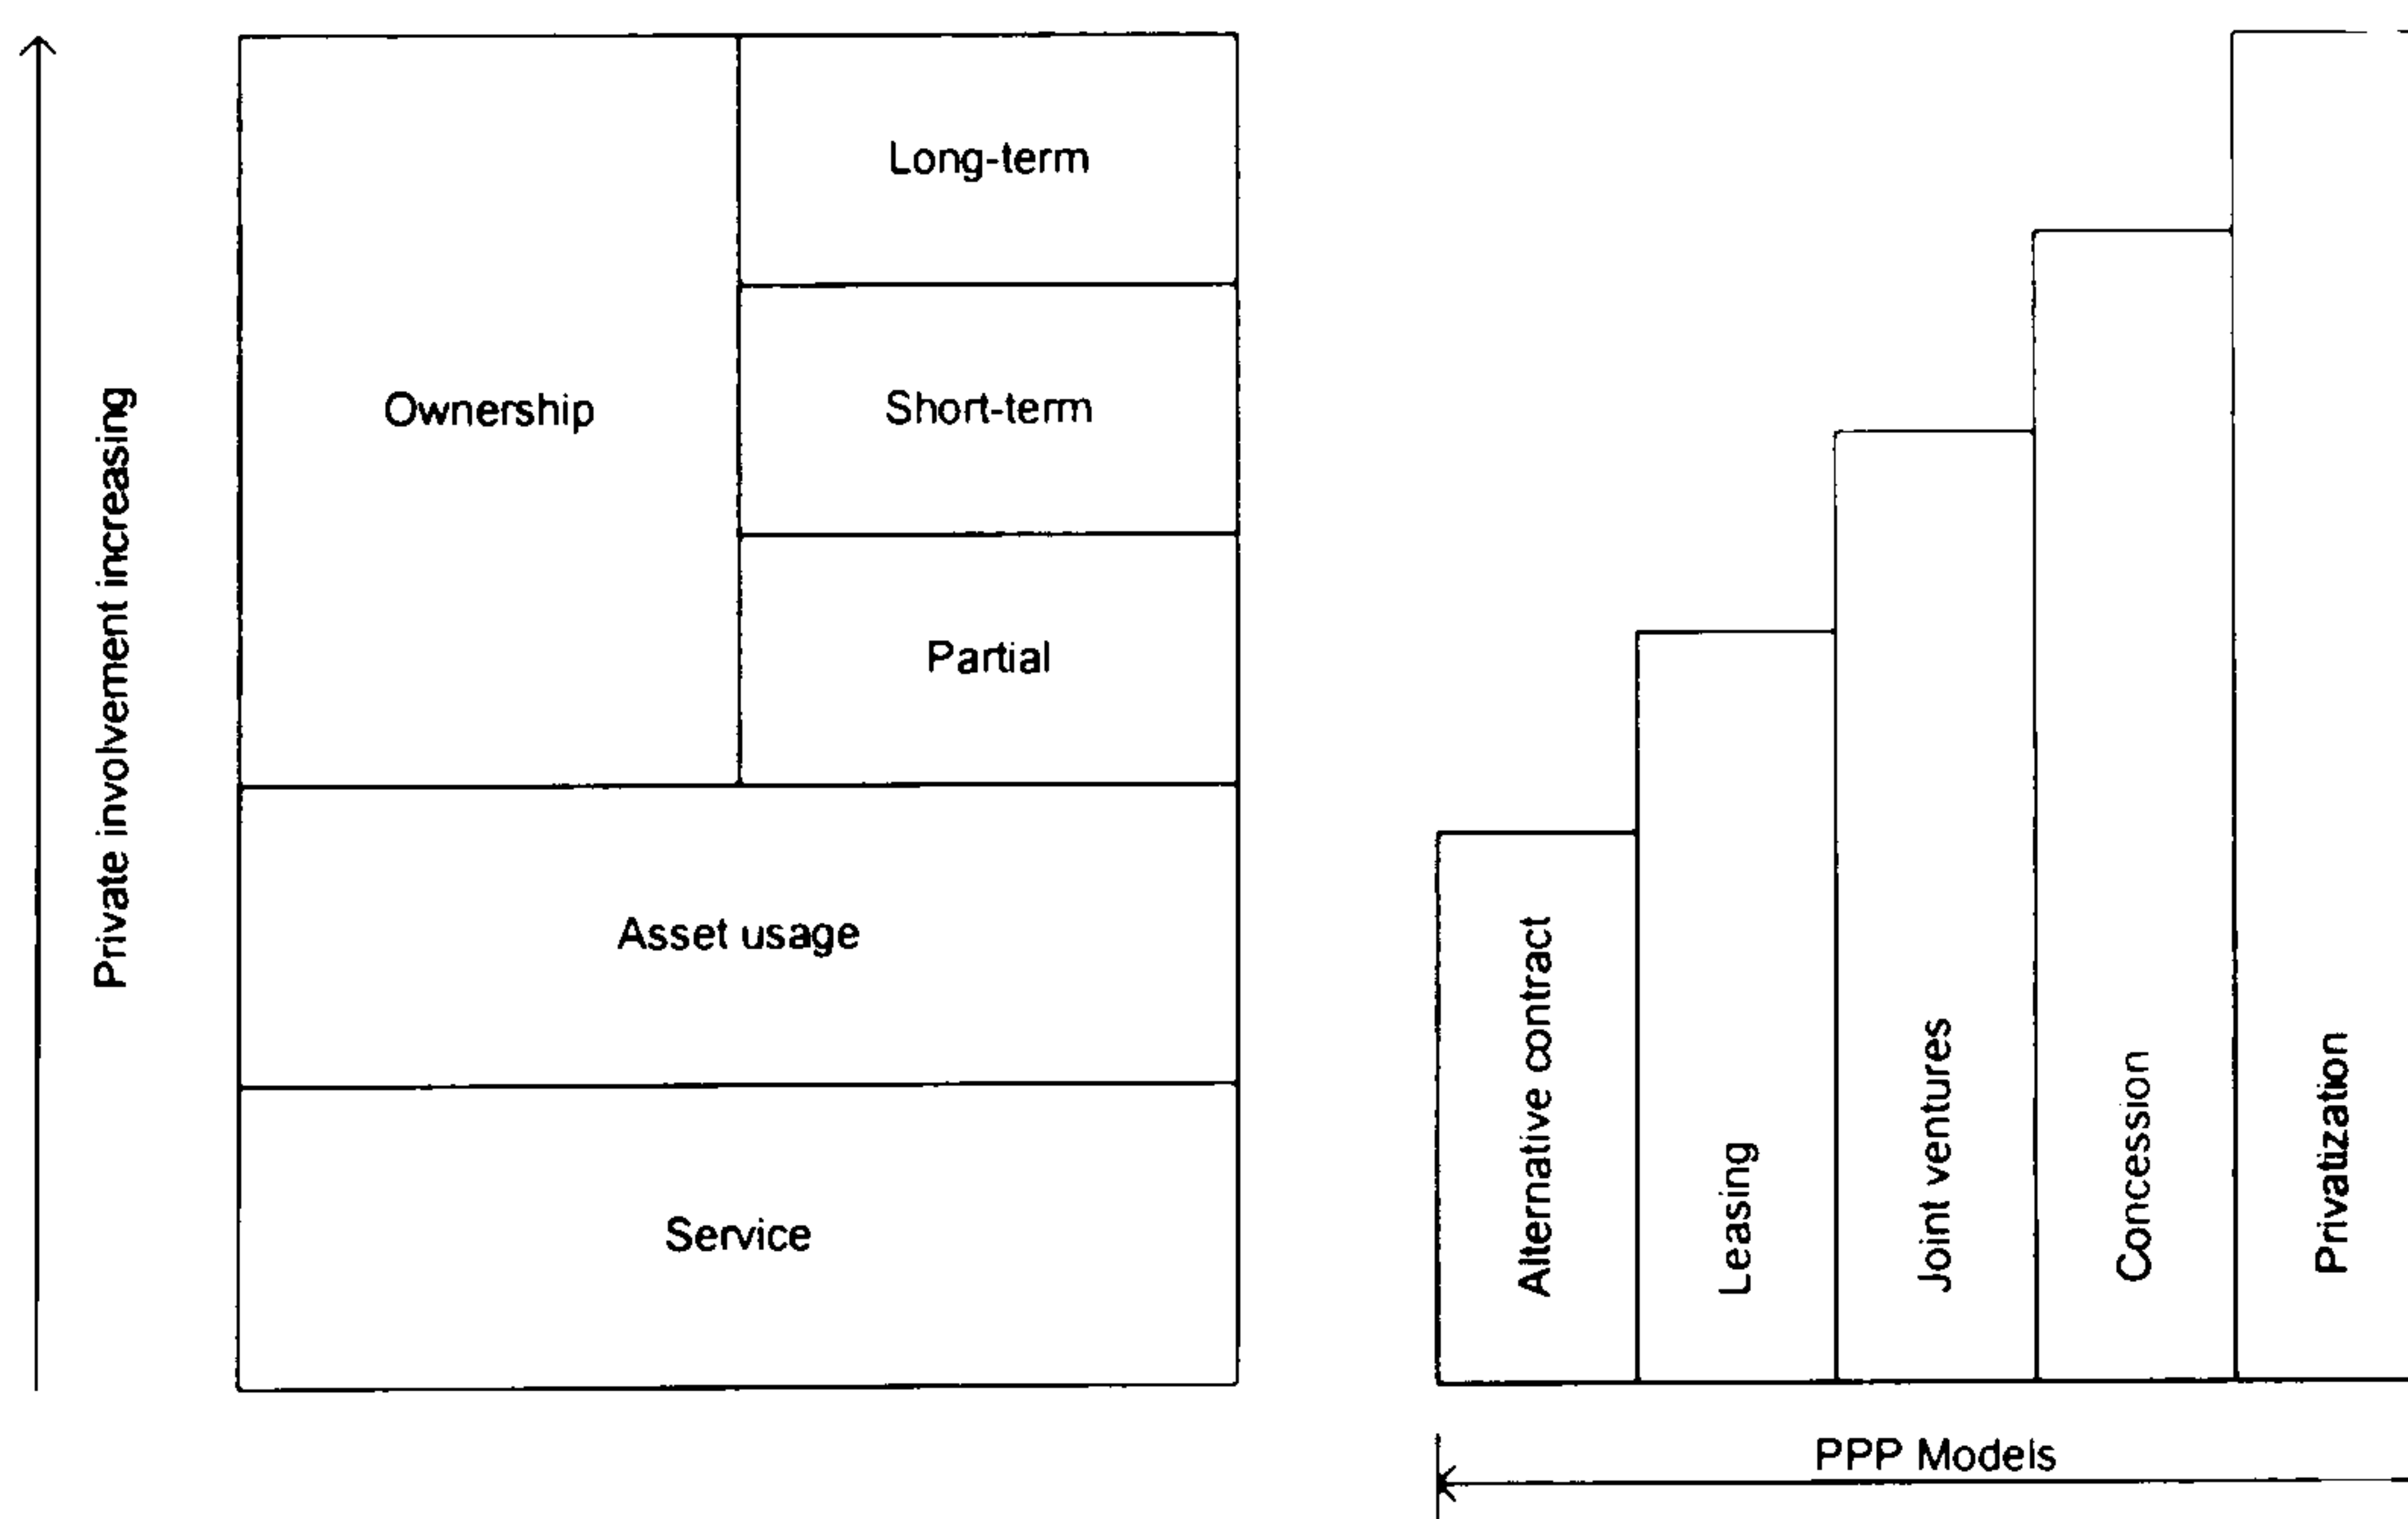 Private involvement increasing
Ownership
Long-term
Short-term
Partial
Asset usage
Service
Alternative contract
Leasing
Joint ventures
Concession
Privatization
PPP Models